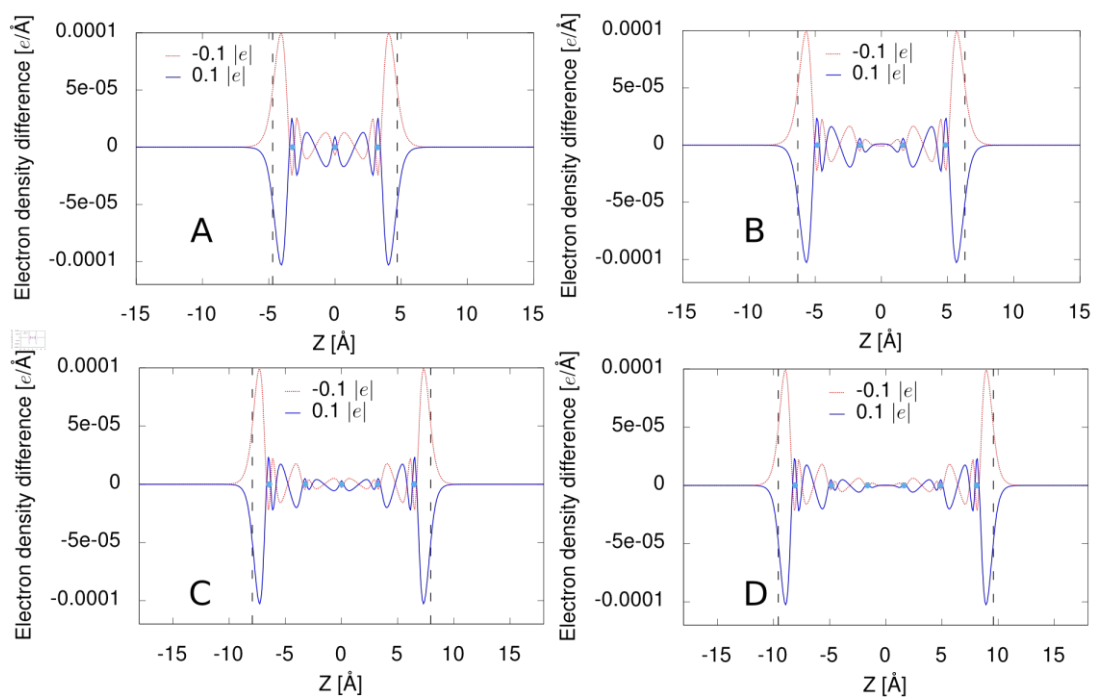 Electron density difference [e/Å]
0.0001
5e-05
0
-5e-05
-0.0001
-0.1 |e|
0.1 |e|
A
-15 -10 -5 0 5 10 15
Z [Å]
Electron density difference [e/Å]
0.0001
5e-05
0
-5e-05
-0.0001
-0.1 |e|
0.1 |e|
B
-15 -10 -5 0 5 10 15
Z [Å]
Electron density difference [e/Å]
0.0001
5e-05
0
-5e-05
-0.0001
-0.1 |e|
0.1 |e|
C
-15 -10 -5 0 5 10 15
Z [Å]
Electron density difference [e/Å]
0.0001
5e-05
0
-5e-05
-0.0001
-0.1 |e|
0.1 |e|
D
-15 -10 -5 0 5 10 15
Z [Å]